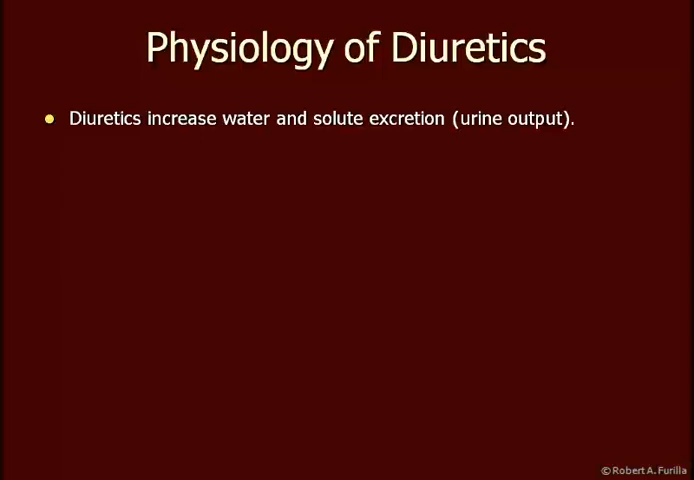 Physiology of Diuretics
Diuretics increase water and solute excretion (urine output).
© Robert A. Furilla